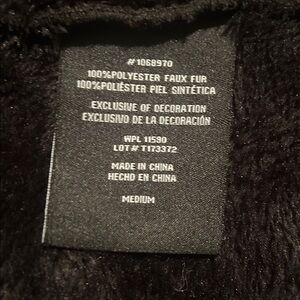 #1068970
100%POLYESTER FAUX FUR
100%POLIÉSTER PIEL SINTÉTICA
EXCLUSIVE OF DECORATION
EXCLUSIVO DE LA DECORACIÓN
WPL 11590
LOT# T173372
MADE IN CHINA
HECHO EN CHINA
MEDIUM